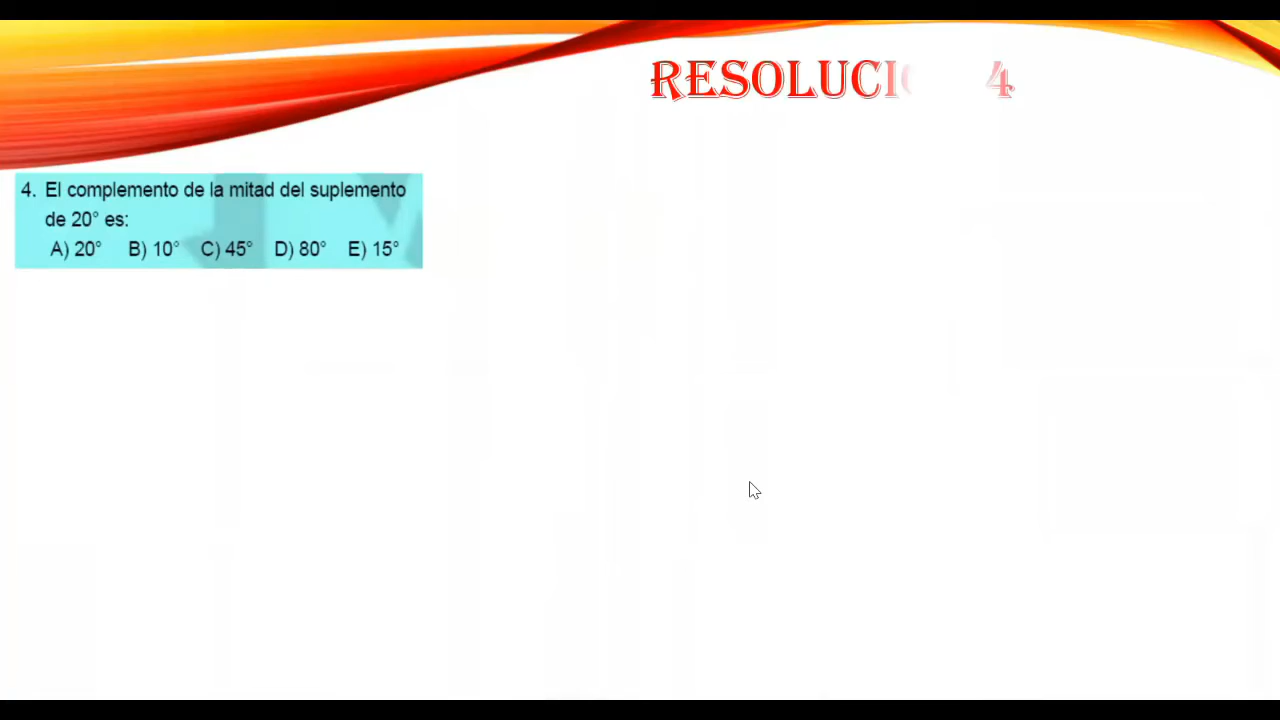 RESOLUCI 4
4. El complemento de la mitad del suplemento
de 20° es:
A) 20° B) 10° C) 45° D) 80° E) 15°